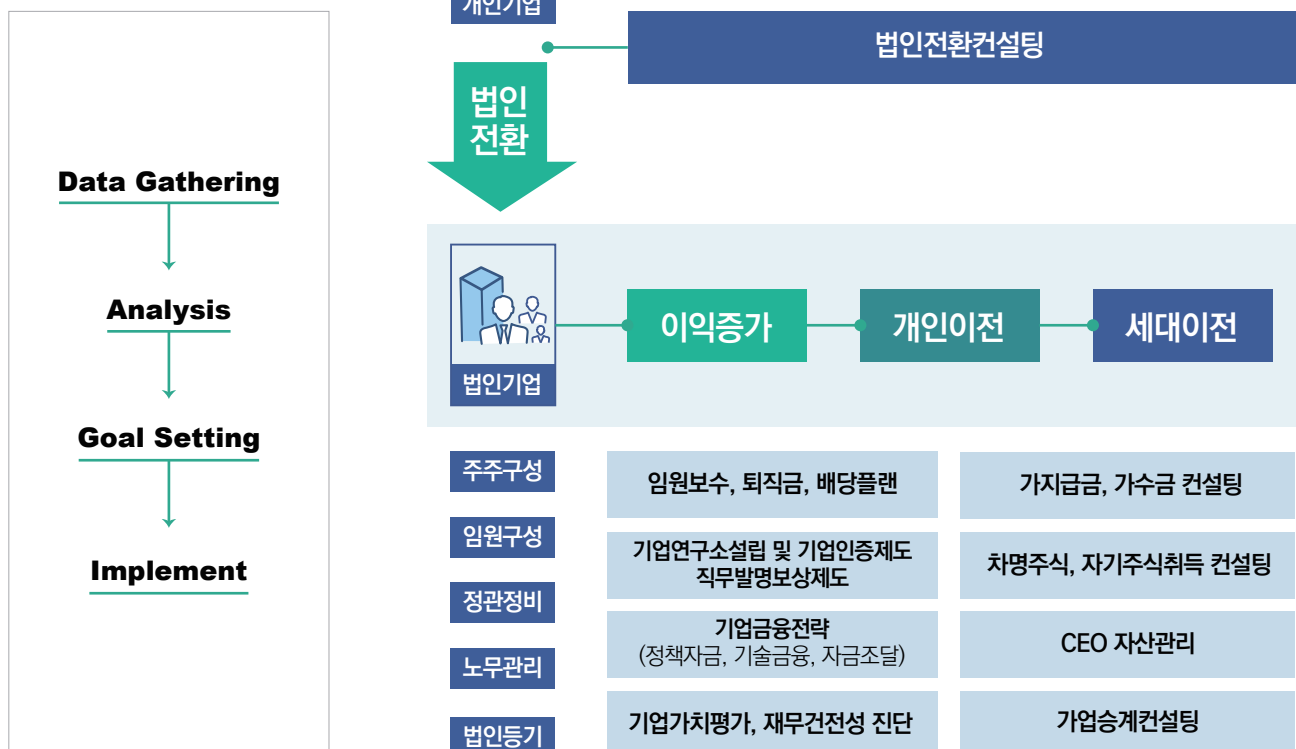 Data Gathering
Analysis
Goal Setting
Implement
개인기업
법인전환컨설팅
법인
전환
법인기업
이익증가
개인이전
세대이전
주주구성
임원구성
정관정비
노무관리
법인등기
임원보수, 퇴직금, 배당플랜
가지급금, 가수금 컨설팅
기업연구소설립 및 기업인증제도
직무발명보상제도
차명주식, 자기주식취득 컨설팅
기업금융전략
(정책자금, 기술금융, 자금조달)
CEO 자산관리
기업가치평가, 재무건전성 진단
가업승계컨설팅